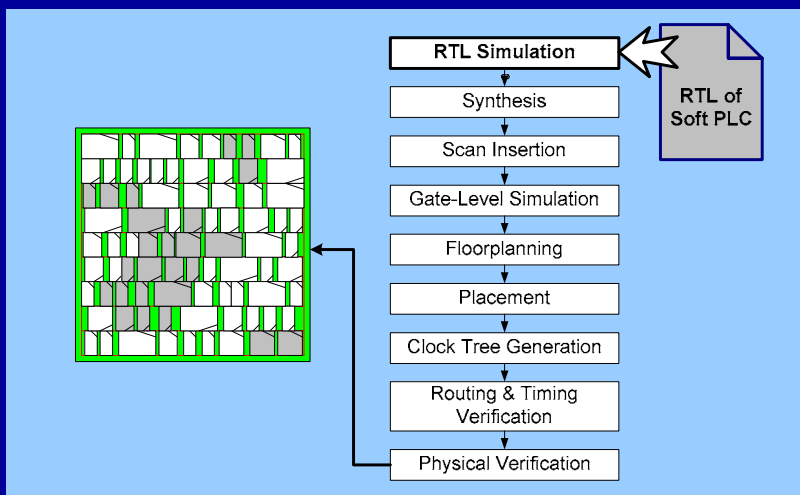 RTL Simulation
RTL of
Soft PLC
Synthesis
Scan Insertion
Gate-Level Simulation
Floorplanning
Placement
Clock Tree Generation
Routing & Timing
Verification
Physical Verification